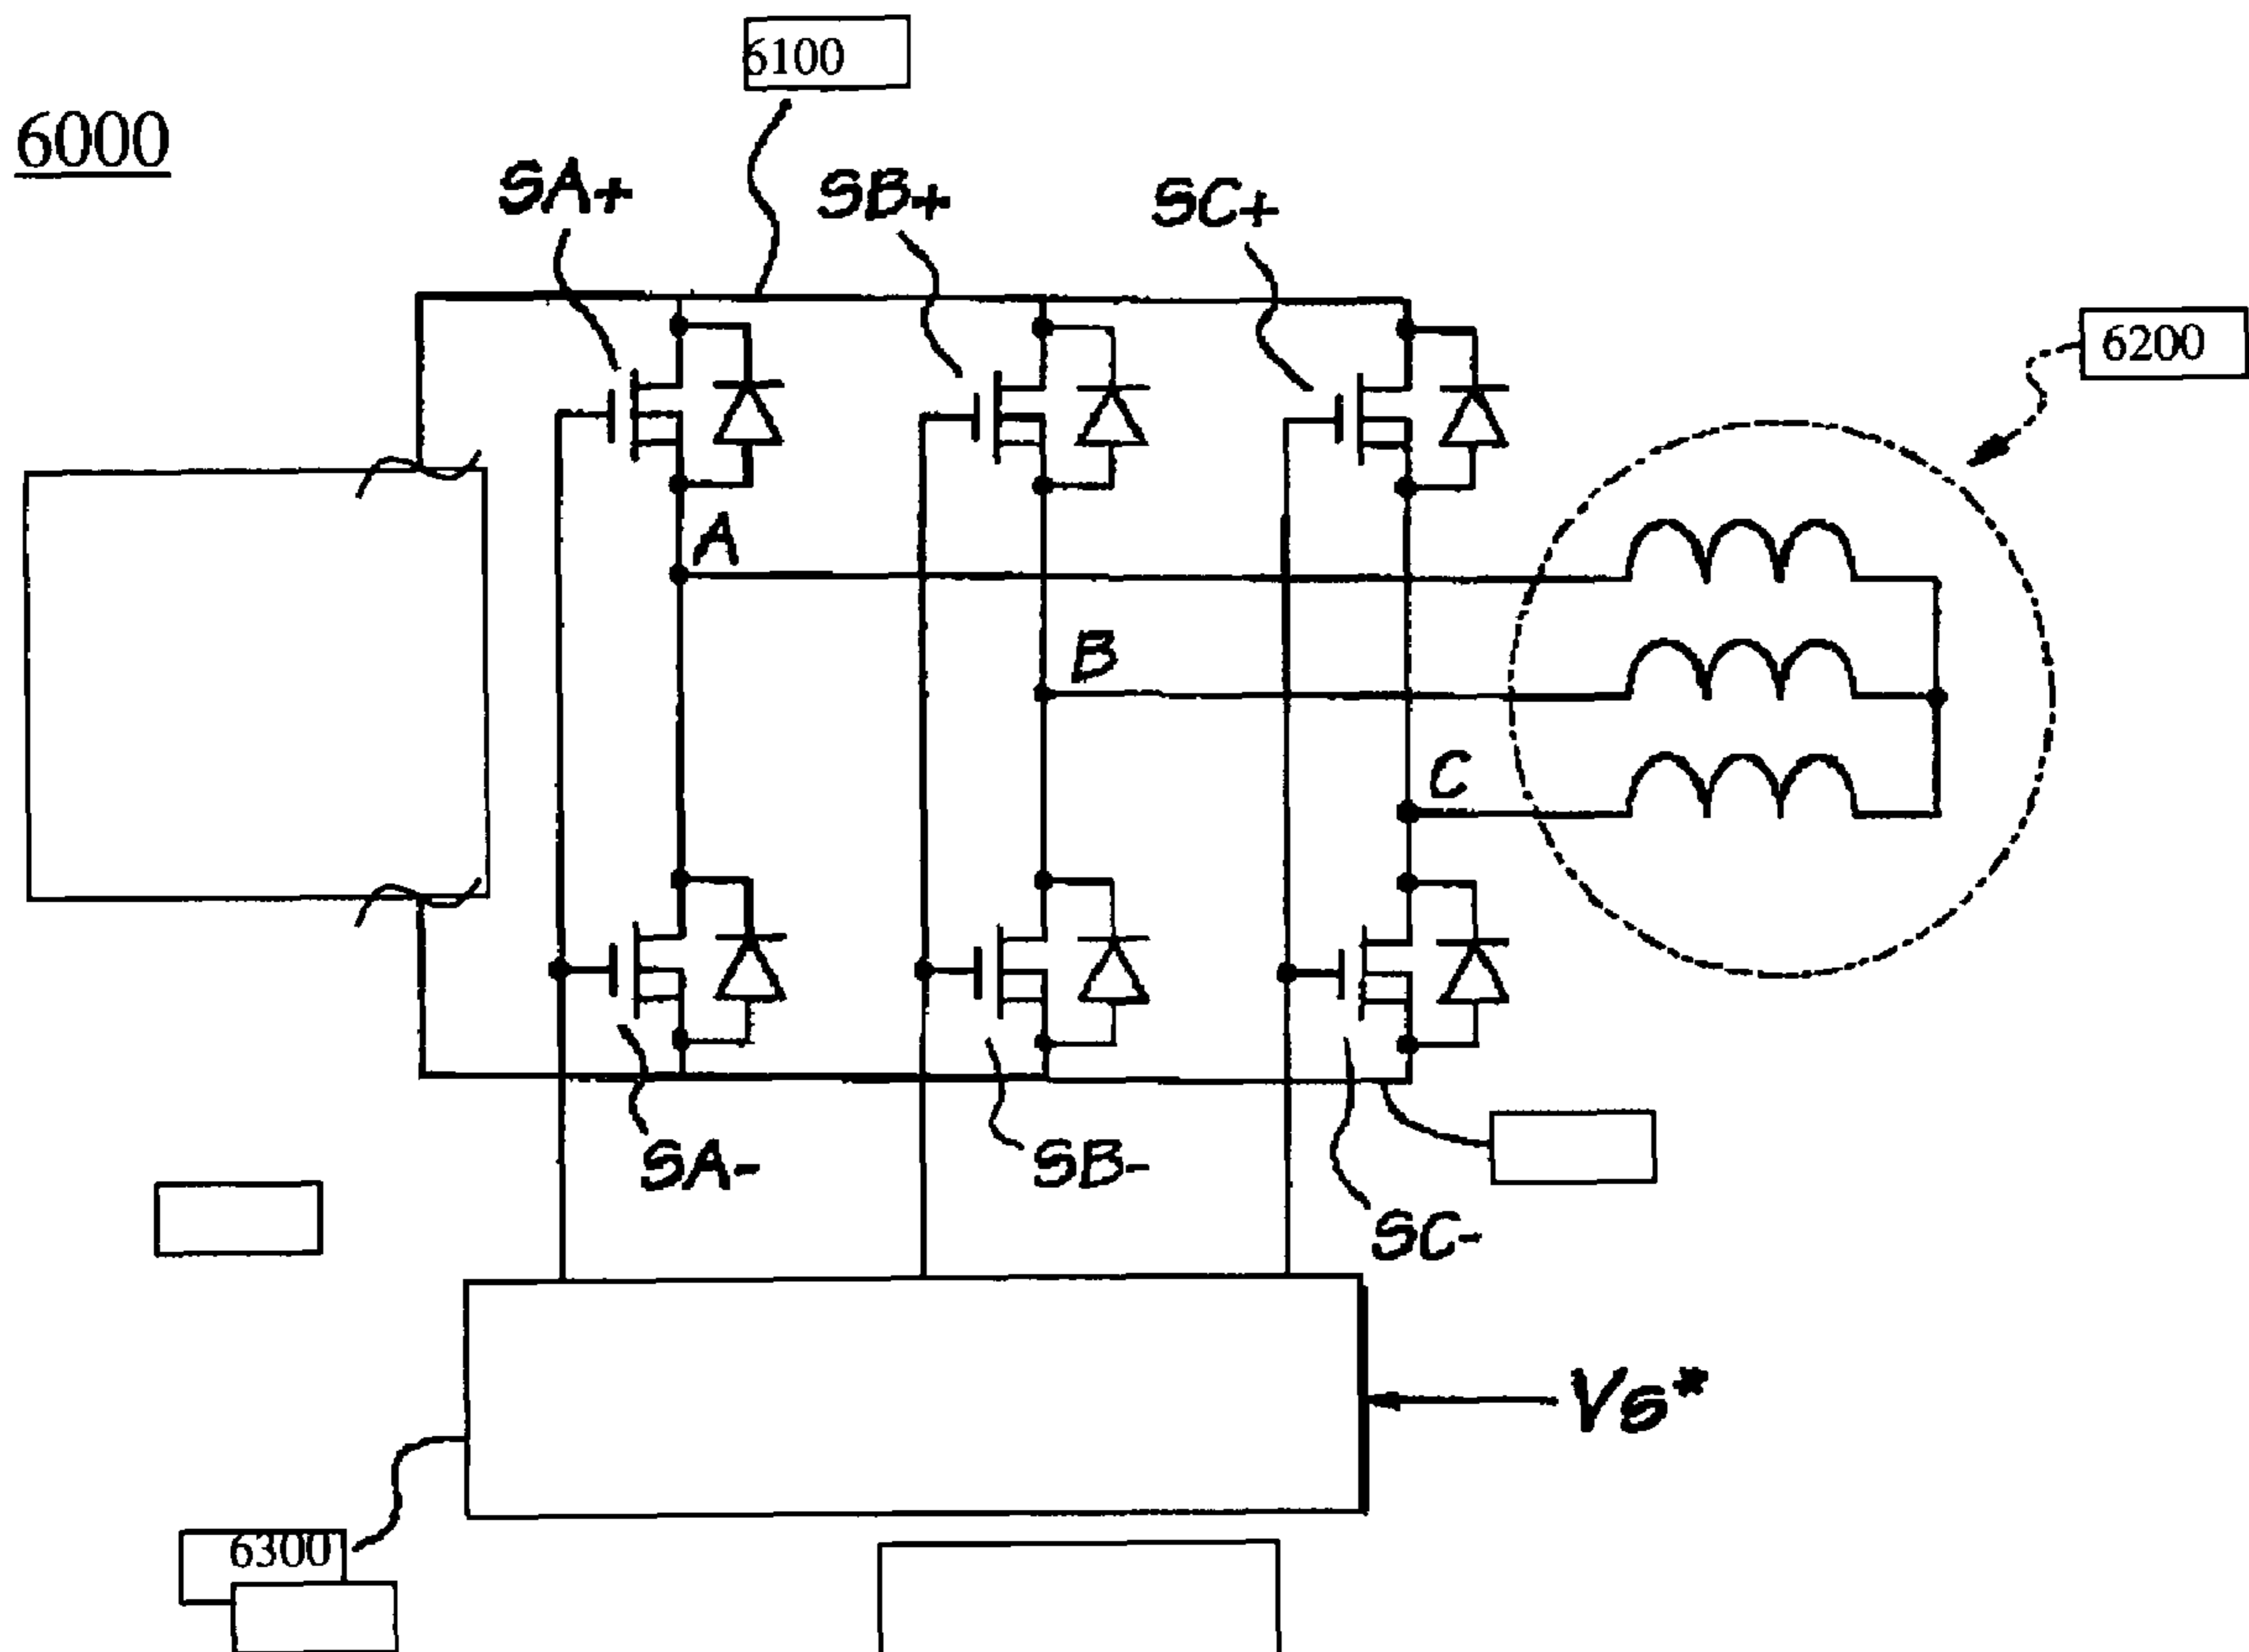 6100
6000
SA+
SB+
SC+
6200
A
B
C
SA-
SB-
SC-
Vs*
6300